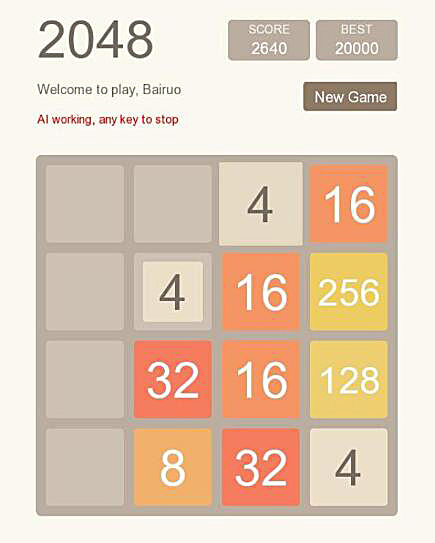 2048
SCORE
2640
BEST
20000
Welcome to play, Bairuo
New Game
AI working, any key to stop
4 16
4 16 256
32 16 128
8 32 4